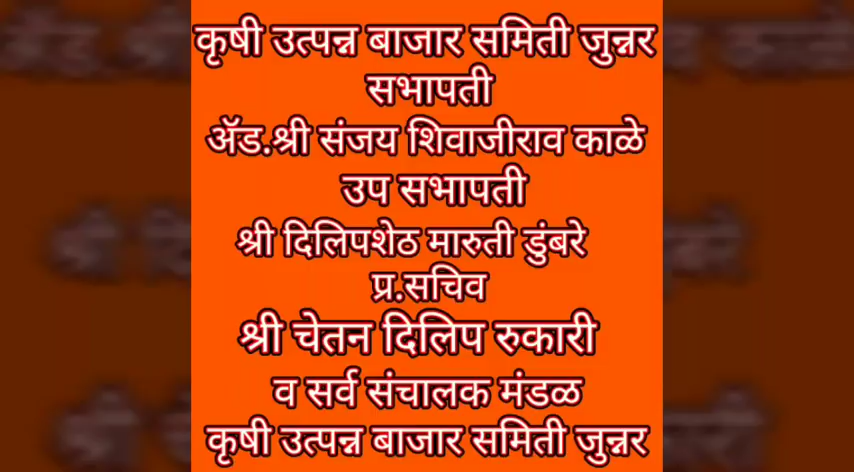 कृषी उत्पन्न बाजार समिती जुन्नर
सभापती
ॲड.श्री संजय शिवाजीराव काळे
उप सभापती
श्री दिलिपशेठ मारुती डुंबरे
प्र.सचिव
श्री चेतन दिलिप रुकारी
व सर्व संचालक मंडळ
कृषी उत्पन्न बाजार समिती जुन्नर